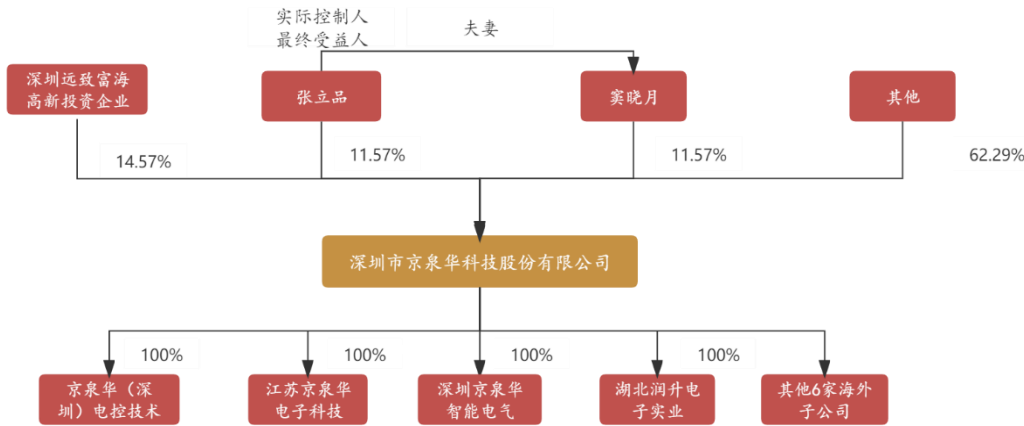 实际控制人
最终受益人
夫妻
深圳远致富海
高新投资企业
张立品
窦晓月
其他
14.57%
11.57%
11.57%
62.29%
深圳市京泉华科技股份有限公司
100%
100%
100%
100%
京泉华（深
圳）电控技术
江苏京泉华
电子科技
深圳京泉华
智能电气
湖北润升电
子实业
其他6家海外
子公司